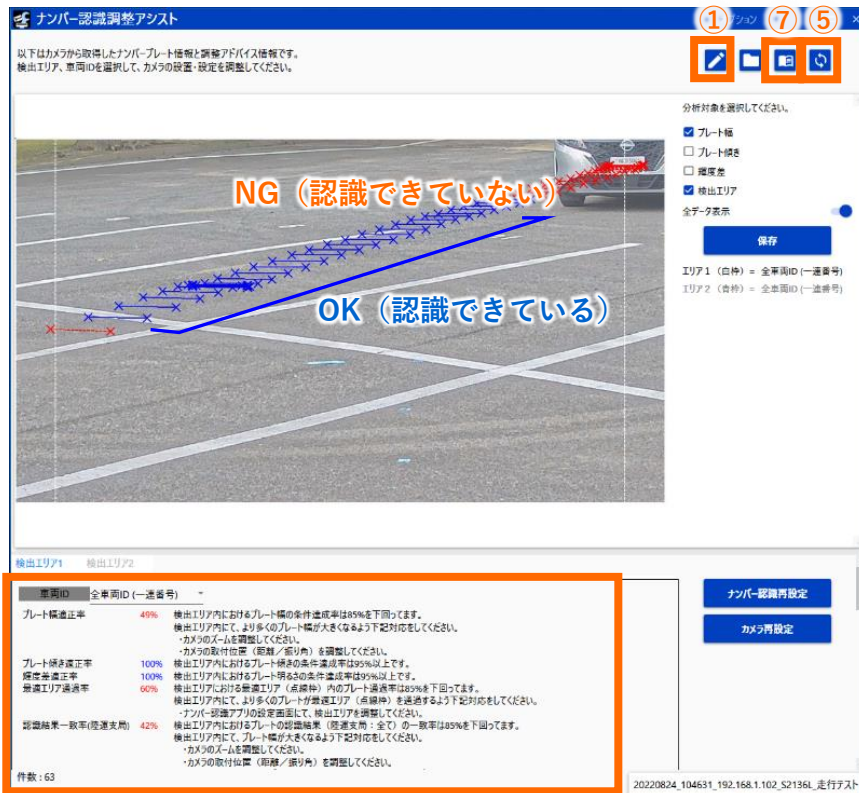 ナンバー認識調整アシスト
① ⑦ ⑤
以下はカメラから取得したナンバープレート情報と調整アドバイス情報です。
検出エリア、車両IDを選択して、カメラの設置・設定を調整してください。
分析対象を選択してください。
プレート幅
プレート傾き
輝度差
検出エリア
全データ表示
保存
エリア1（白枠）= 全車両ID (一連番号)
エリア2（青枠）= 全車両ID (一連番号)
NG（認識できていない）
OK（認識できている）
検出エリア1 検出エリア2
車両ID 全車両ID (一連番号)
プレート幅適正率 49% 検出エリア内におけるプレート幅の条件達成率は85%を下回ってます。
検出エリア内にて、より多くのプレート幅が大きくなるよう下記対応をしてください。
・カメラのズームを調整してください。
・カメラの取付位置（距離／振り角）を調整してください。
プレート傾き適正率 100% 検出エリア内におけるプレート傾きの条件達成率は95%以上です。
輝度差適正率 100% 検出エリア内におけるプレート明るさの条件達成率は95%以上です。
最適エリア通過率 60% 検出エリアにおける最適エリア（点線枠）内のプレート通過率は85%を下回ってます。
検出エリア内にて、より多くのプレートが最適エリア（点線枠）を通過するよう下記対応をしてください。
・ナンバー認識アプリの設定画面にて、検出エリアを調整してください。
認識結果一致率(陸運支局) 42% 検出エリア内におけるプレートの認識結果（陸運支局：全て）の一致率は85%を下回ってます。
検出エリア内にて、プレート幅が大きくなるよう下記対応をしてください。
・カメラのズームを調整してください。
・カメラの取付位置（距離／振り角）を調整してください。
件数 : 63
ナンバー認識再設定
カメラ再設定
20220824_104631_192.168.1.102_S2136L_走行テスト